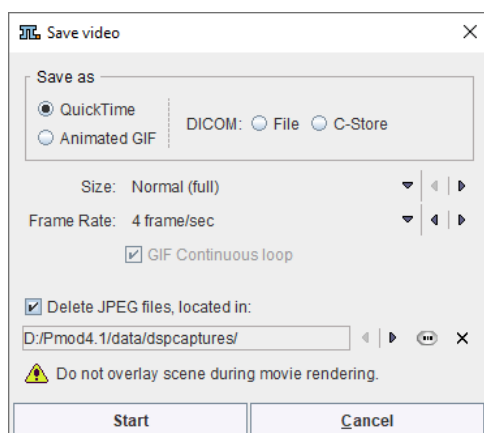 Save video
Save as
QuickTime
Animated GIF
DICOM: File C-Store
Size: Normal (full)
Frame Rate: 4 frame/sec
GIF Continuous loop
Delete JPEG files, located in:
D:/Pmod4.1/data/dspcaptures/
Do not overlay scene during movie rendering.
Start Cancel